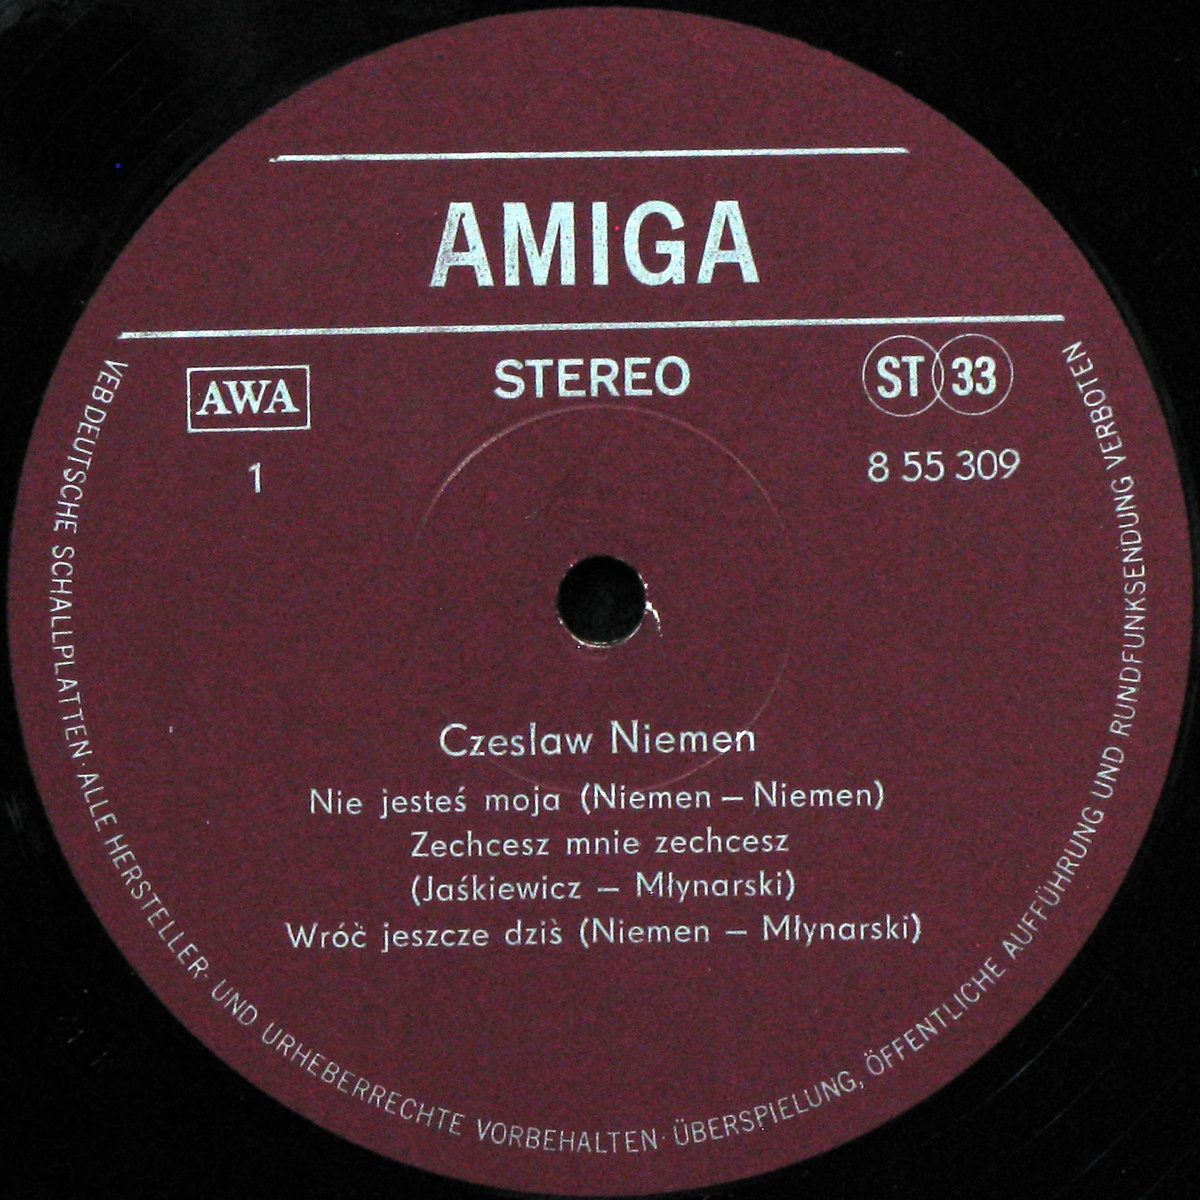 AMIGA
AWA
STEREO
ST 33
1
8 55 309
Czeslaw Niemen
Nie jesteś moja (Niemen – Niemen)
Zechcesz mnie zechcesz
(Jaśkiewicz – Młynarski)
Wróc̀ jeszcze dzis̀ (Niemen – Młynarski)
VEB DEUTSCHE SCHALLPLATTEN· ALLE HERSTELLER· UND URHEBERRECHTE VORBEHALTEN· ÜBERSPIELUNG, ÖFFENTLICHE AUFFÜHRUNG UND RUNDFUNKSENDUNG VERBOTEN